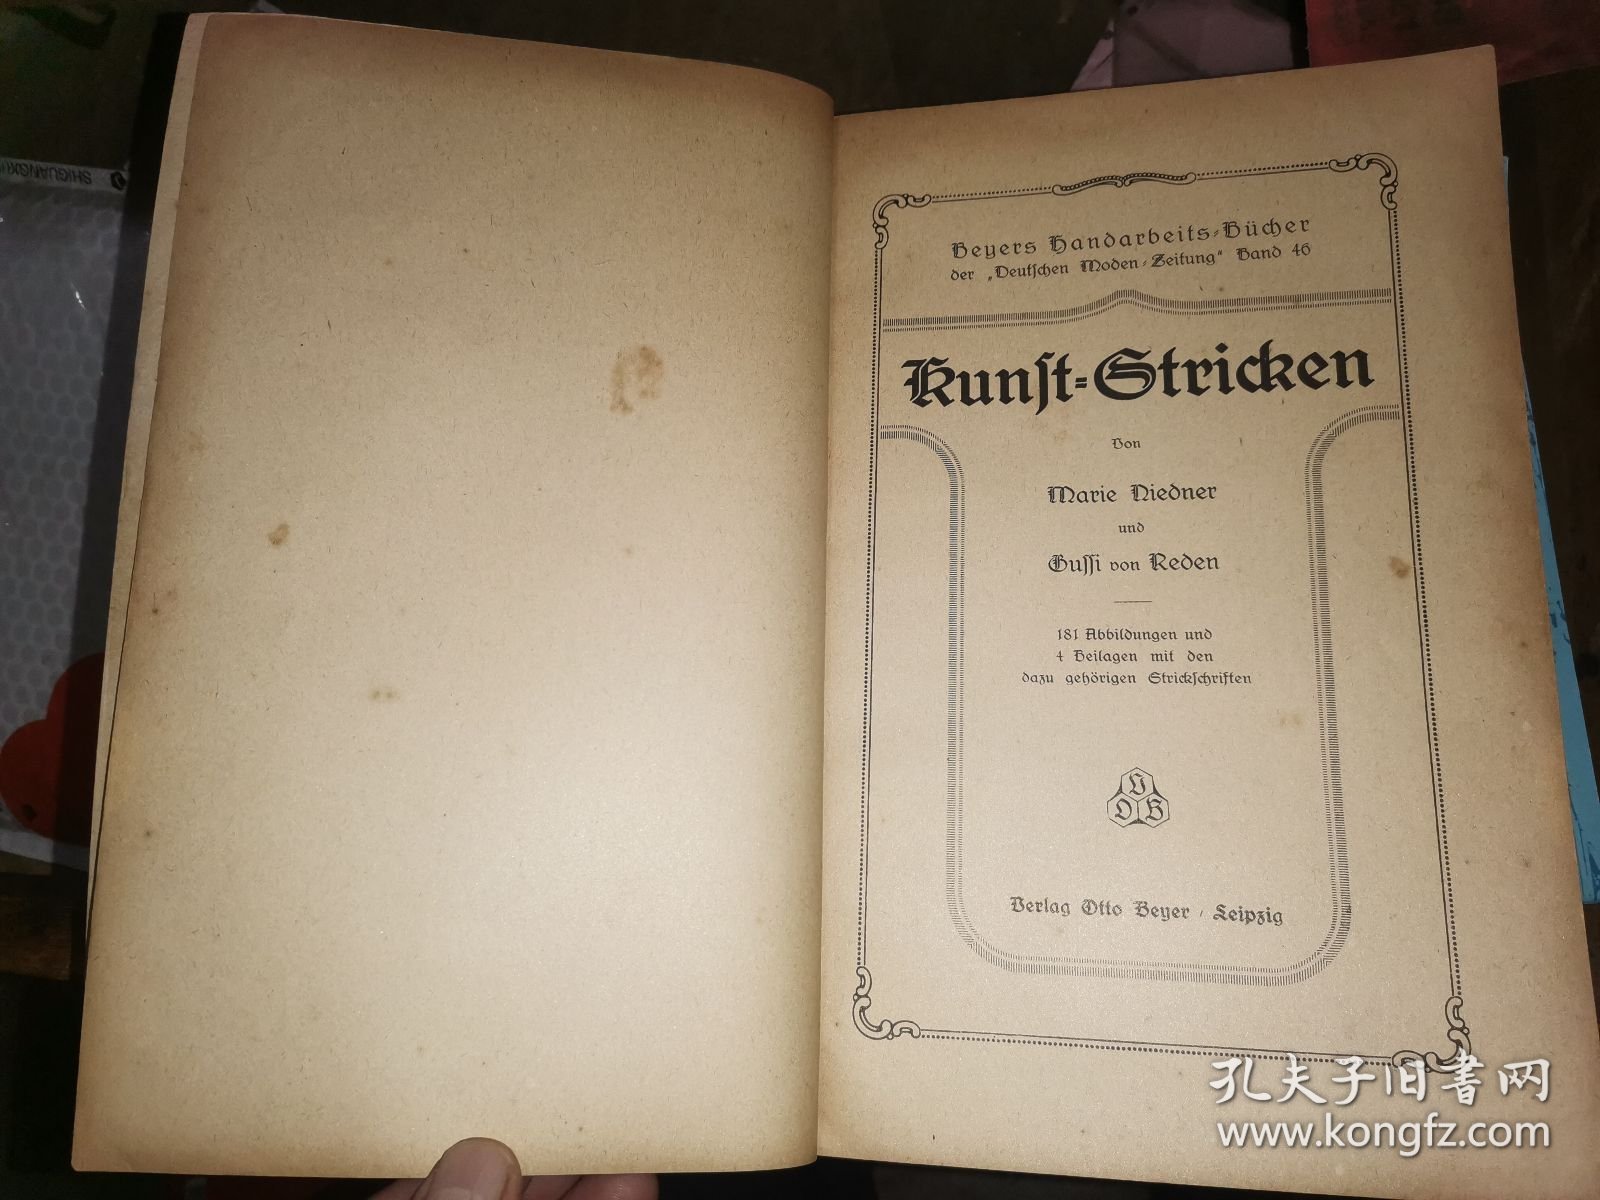 Beyers Handarbeits-Bücher
der „Deutſchen Moden-Zeitung“ Band 46
Kunſt-Stricken
Von
Marie Niedner
und
Guſſi von Reden
181 Abbildungen und
4 Beilagen mit den
dazu gehörigen Strickſchriften
V
O B
Verlag Otto Beyer / Leipzig
孔夫子旧书网
www.kongfz.com